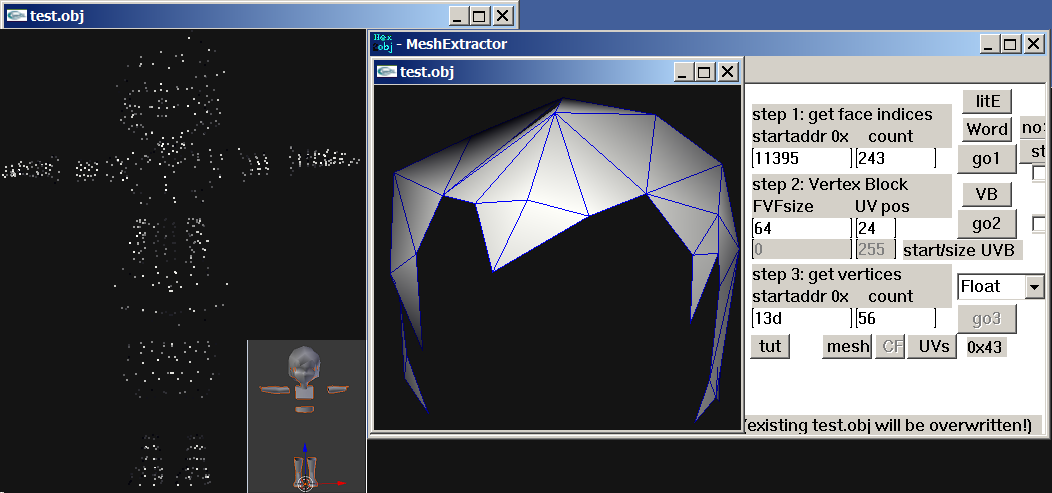 test.obj
Hex
obj
- MeshExtractor
test.obj
litE
step 1: get face indices
Word
no
startaddr 0x count
st
11395 243
go1
step 2: Vertex Block
VB
FVFsize UV pos
64 24
go2
0 255 start/size UVB
step 3: get vertices
Float
startaddr 0x count
13d 56
go3
tut mesh CF UVs 0x43
(existing test.obj will be overwritten!)